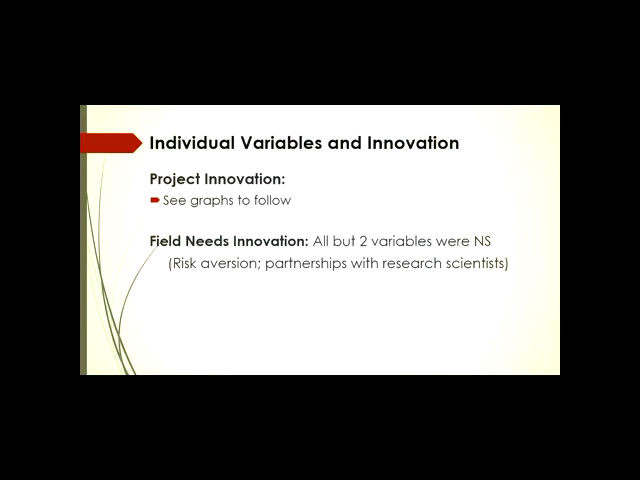 Individual Variables and Innovation
Project Innovation:
See graphs to follow
Field Needs Innovation: All but 2 variables were NS
(Risk aversion; partnerships with research scientists)